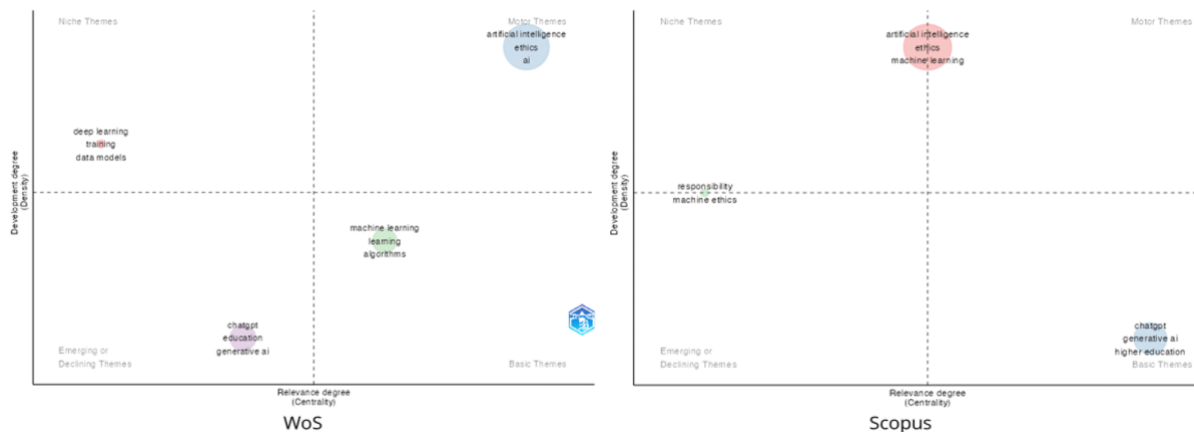 Niche Themes
Motor Themes
artificial intelligence
ethics
ai
deep learning
training
data models
machine learning
learning
algorithms
chatgpt
education
generative ai
Emerging or
Declining Themes
Basic Themes
Development degree
(Density)
Relevance degree
(Centrality)
WoS
Niche Themes
Motor Themes
artificial intelligence
ethics
machine learning
responsibility
machine ethics
chatgpt
generative ai
higher education
Emerging or
Declining Themes
Basic Themes
Development degree
(Density)
Relevance degree
(Centrality)
Scopus